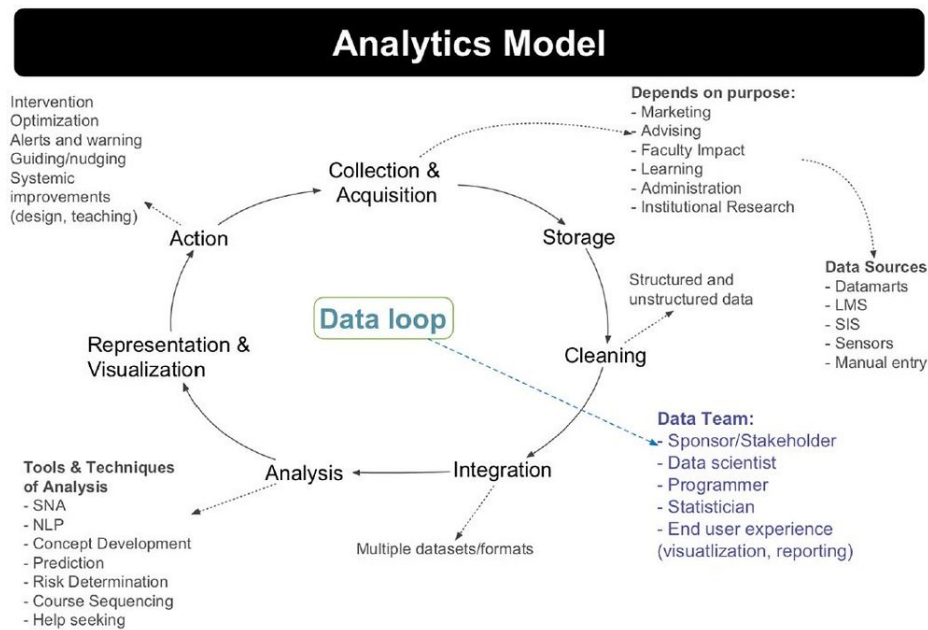 Analytics Model
Intervention
Optimization
Alerts and warning
Guiding/nudging
Systemic
improvements
(design, teaching)
Depends on purpose:
- Marketing
- Advising
- Faculty Impact
- Learning
- Administration
- Institutional Research
Collection &
Acquisition
Action
Storage
Data Sources
- Datamarts
- LMS
- SIS
- Sensors
- Manual entry
Structured and
unstructured data
Data loop
Representation &
Visualization
Cleaning
Data Team:
- Sponsor/Stakeholder
- Data scientist
- Programmer
- Statistician
- End user experience
(visuatlization, reporting)
Analysis
Integration
Tools & Techniques
of Analysis
- SNA
- NLP
- Concept Development
- Prediction
- Risk Determination
- Course Sequencing
- Help seeking
Multiple datasets/formats